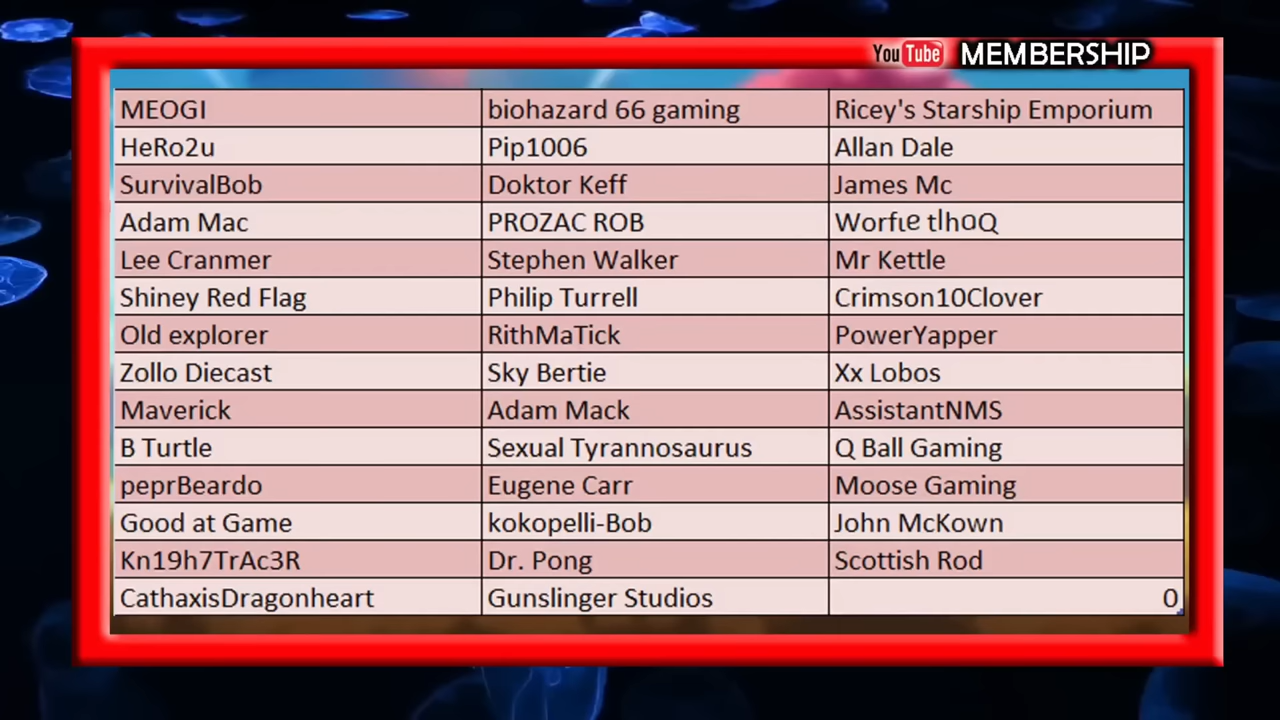 YouTube MEMBERSHIP
MEOGI biohazard 66 gaming Ricey's Starship Emporium
HeRo2u Pip1006 Allan Dale
SurvivalBob Doktor Keff James Mc
Adam Mac PROZAC ROB Worfιҽ tlhαQ
Lee Cranmer Stephen Walker Mr Kettle
Shiney Red Flag Philip Turrell Crimson10Clover
Old explorer RithMaTick PowerYapper
Zollo Diecast Sky Bertie Xx Lobos
Maverick Adam Mack AssistantNMS
B Turtle Sexual Tyrannosaurus Q Ball Gaming
peprBeardo Eugene Carr Moose Gaming
Good at Game kokopelli-Bob John McKown
Kn19h7TrAc3R Dr. Pong Scottish Rod
CathaxisDragonheart Gunslinger Studios 0